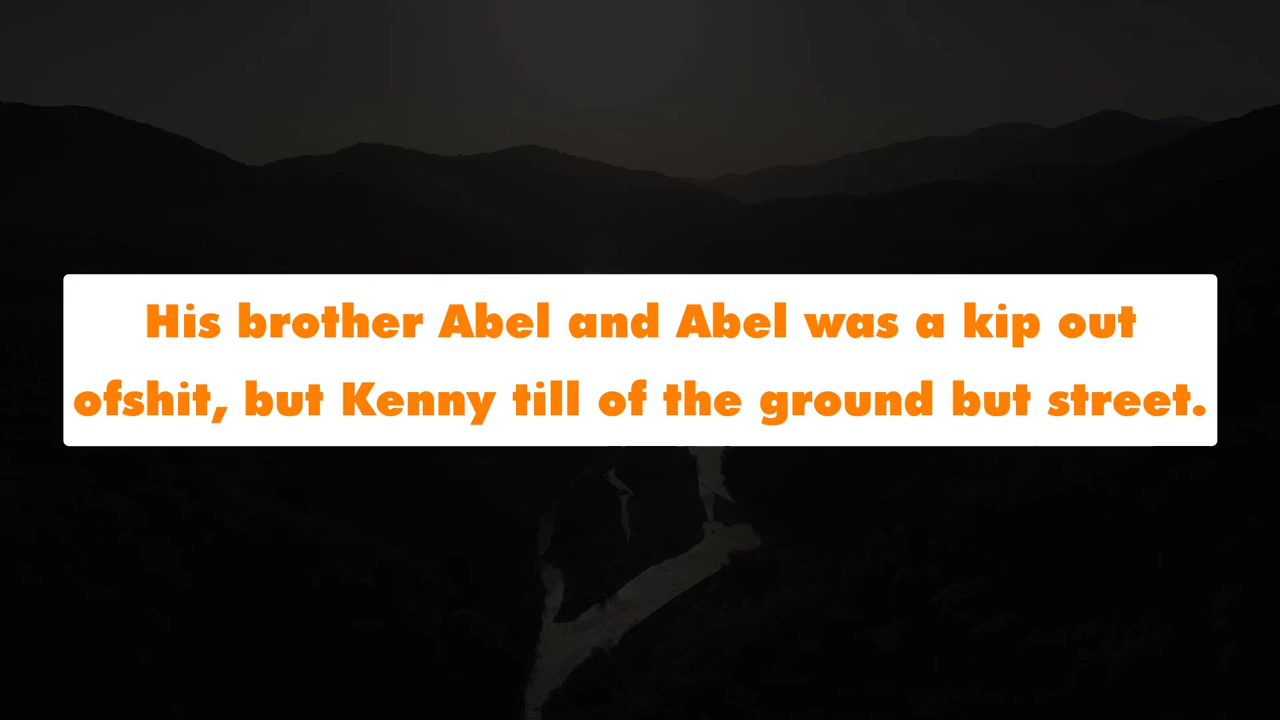 His brother Abel and Abel was a kip out
ofshit, but Kenny till of the ground but street.